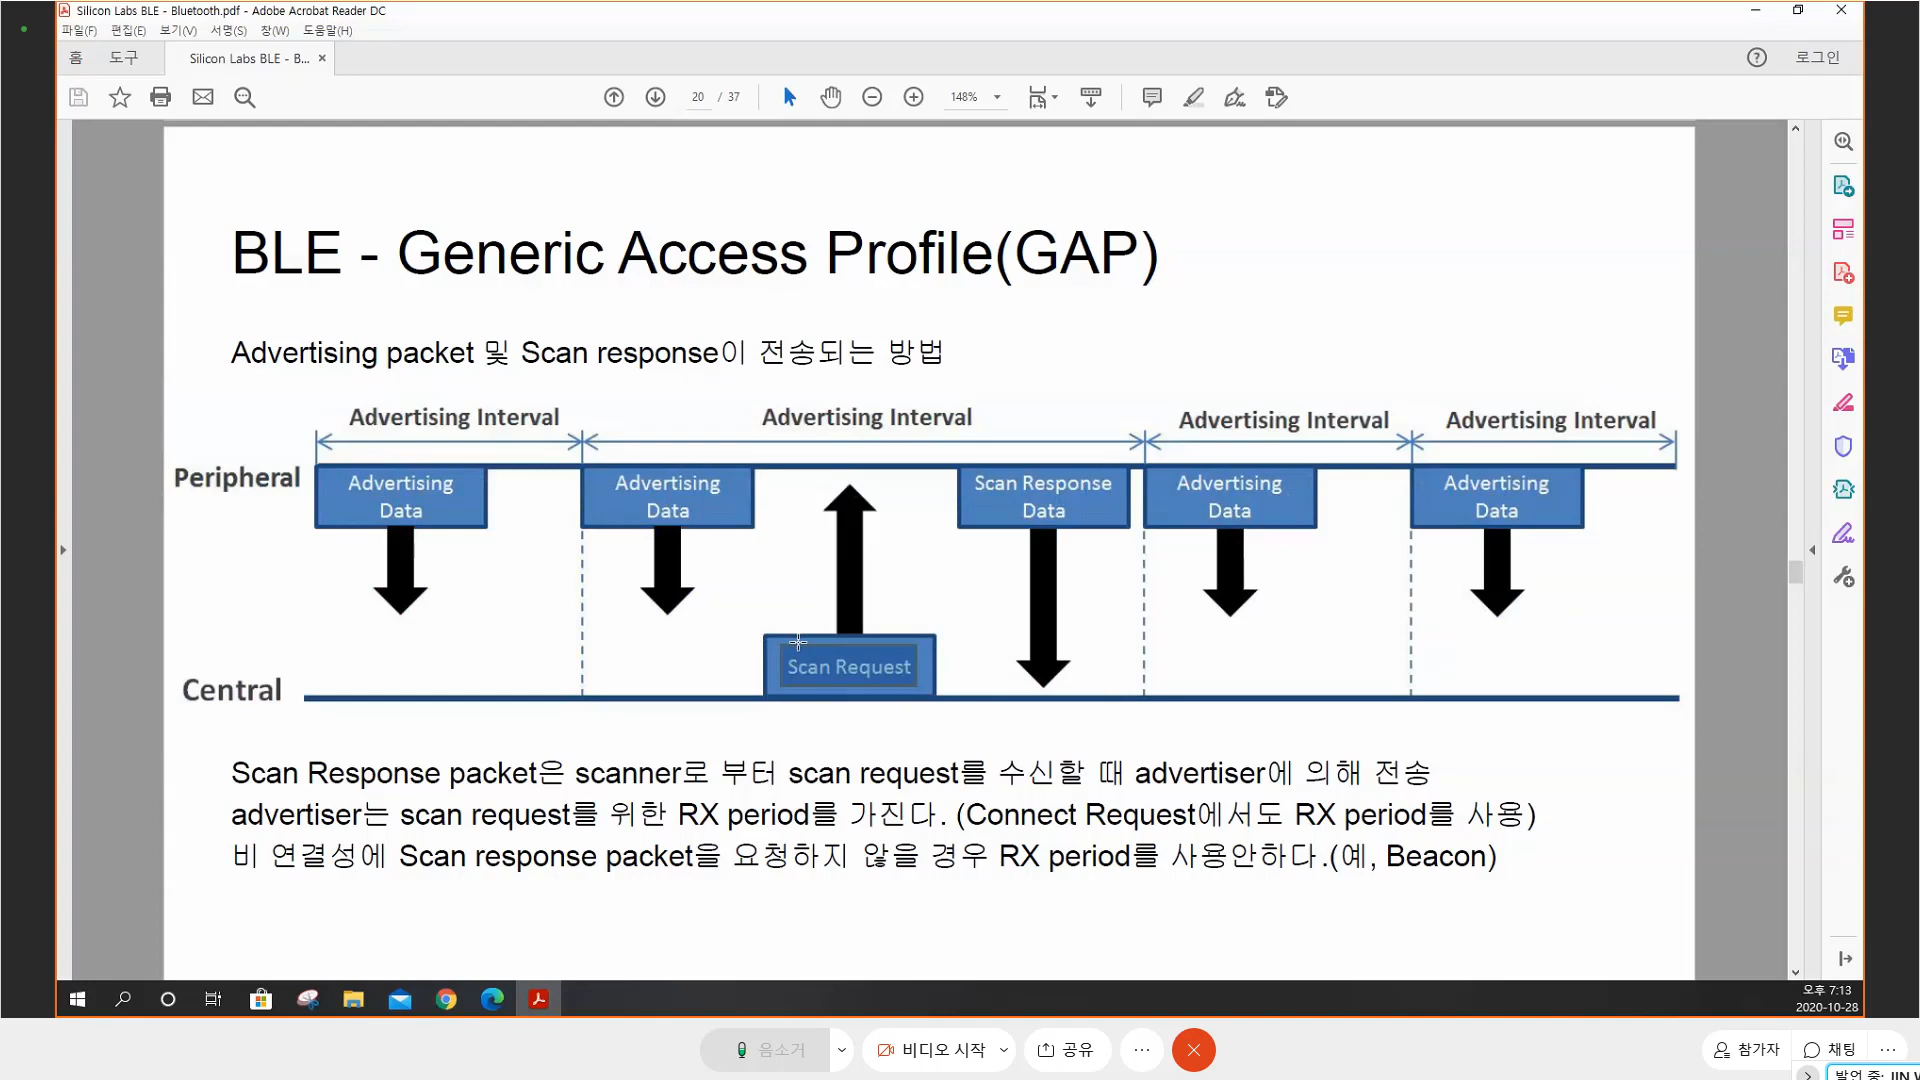 Silicon Labs BLE - Bluetooth.pdf - Adobe Acrobat Reader DC
파일(F) 편집(E) 보기(V) 서명(S) 창(W) 도움말(H)
홈 도구 Silicon Labs BLE - B... × 로그인
20 / 37 148%
BLE - Generic Access Profile(GAP)
Advertising packet 및 Scan response이 전송되는 방법
Advertising Interval Advertising Interval Advertising Interval Advertising Interval
Peripheral
Advertising Data
Advertising Data
Scan Response Data
Advertising Data
Advertising Data
Scan Request
Central
Scan Response packet은 scanner로 부터 scan request를 수신할 때 advertiser에 의해 전송
advertiser는 scan request를 위한 RX period를 가진다. (Connect Request에서도 RX period를 사용)
비 연결성에 Scan response packet을 요청하지 않을 경우 RX period를 사용안하다.(예, Beacon)
오후 7:13
2020-10-28
음소거 비디오 시작 공유 참가자 채팅
발언 중: JIN